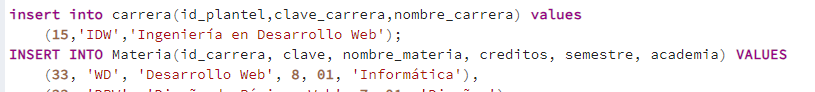 insert into carrera(id_plantel,clave_carrera,nombre_carrera) values
(15,'IDW','Ingeniería en Desarrollo Web');
INSERT INTO Materia(id_carrera, clave, nombre_materia, creditos, semestre, academia) VALUES
(33, 'WD', 'Desarrollo Web', 8, 01, 'Informática'),